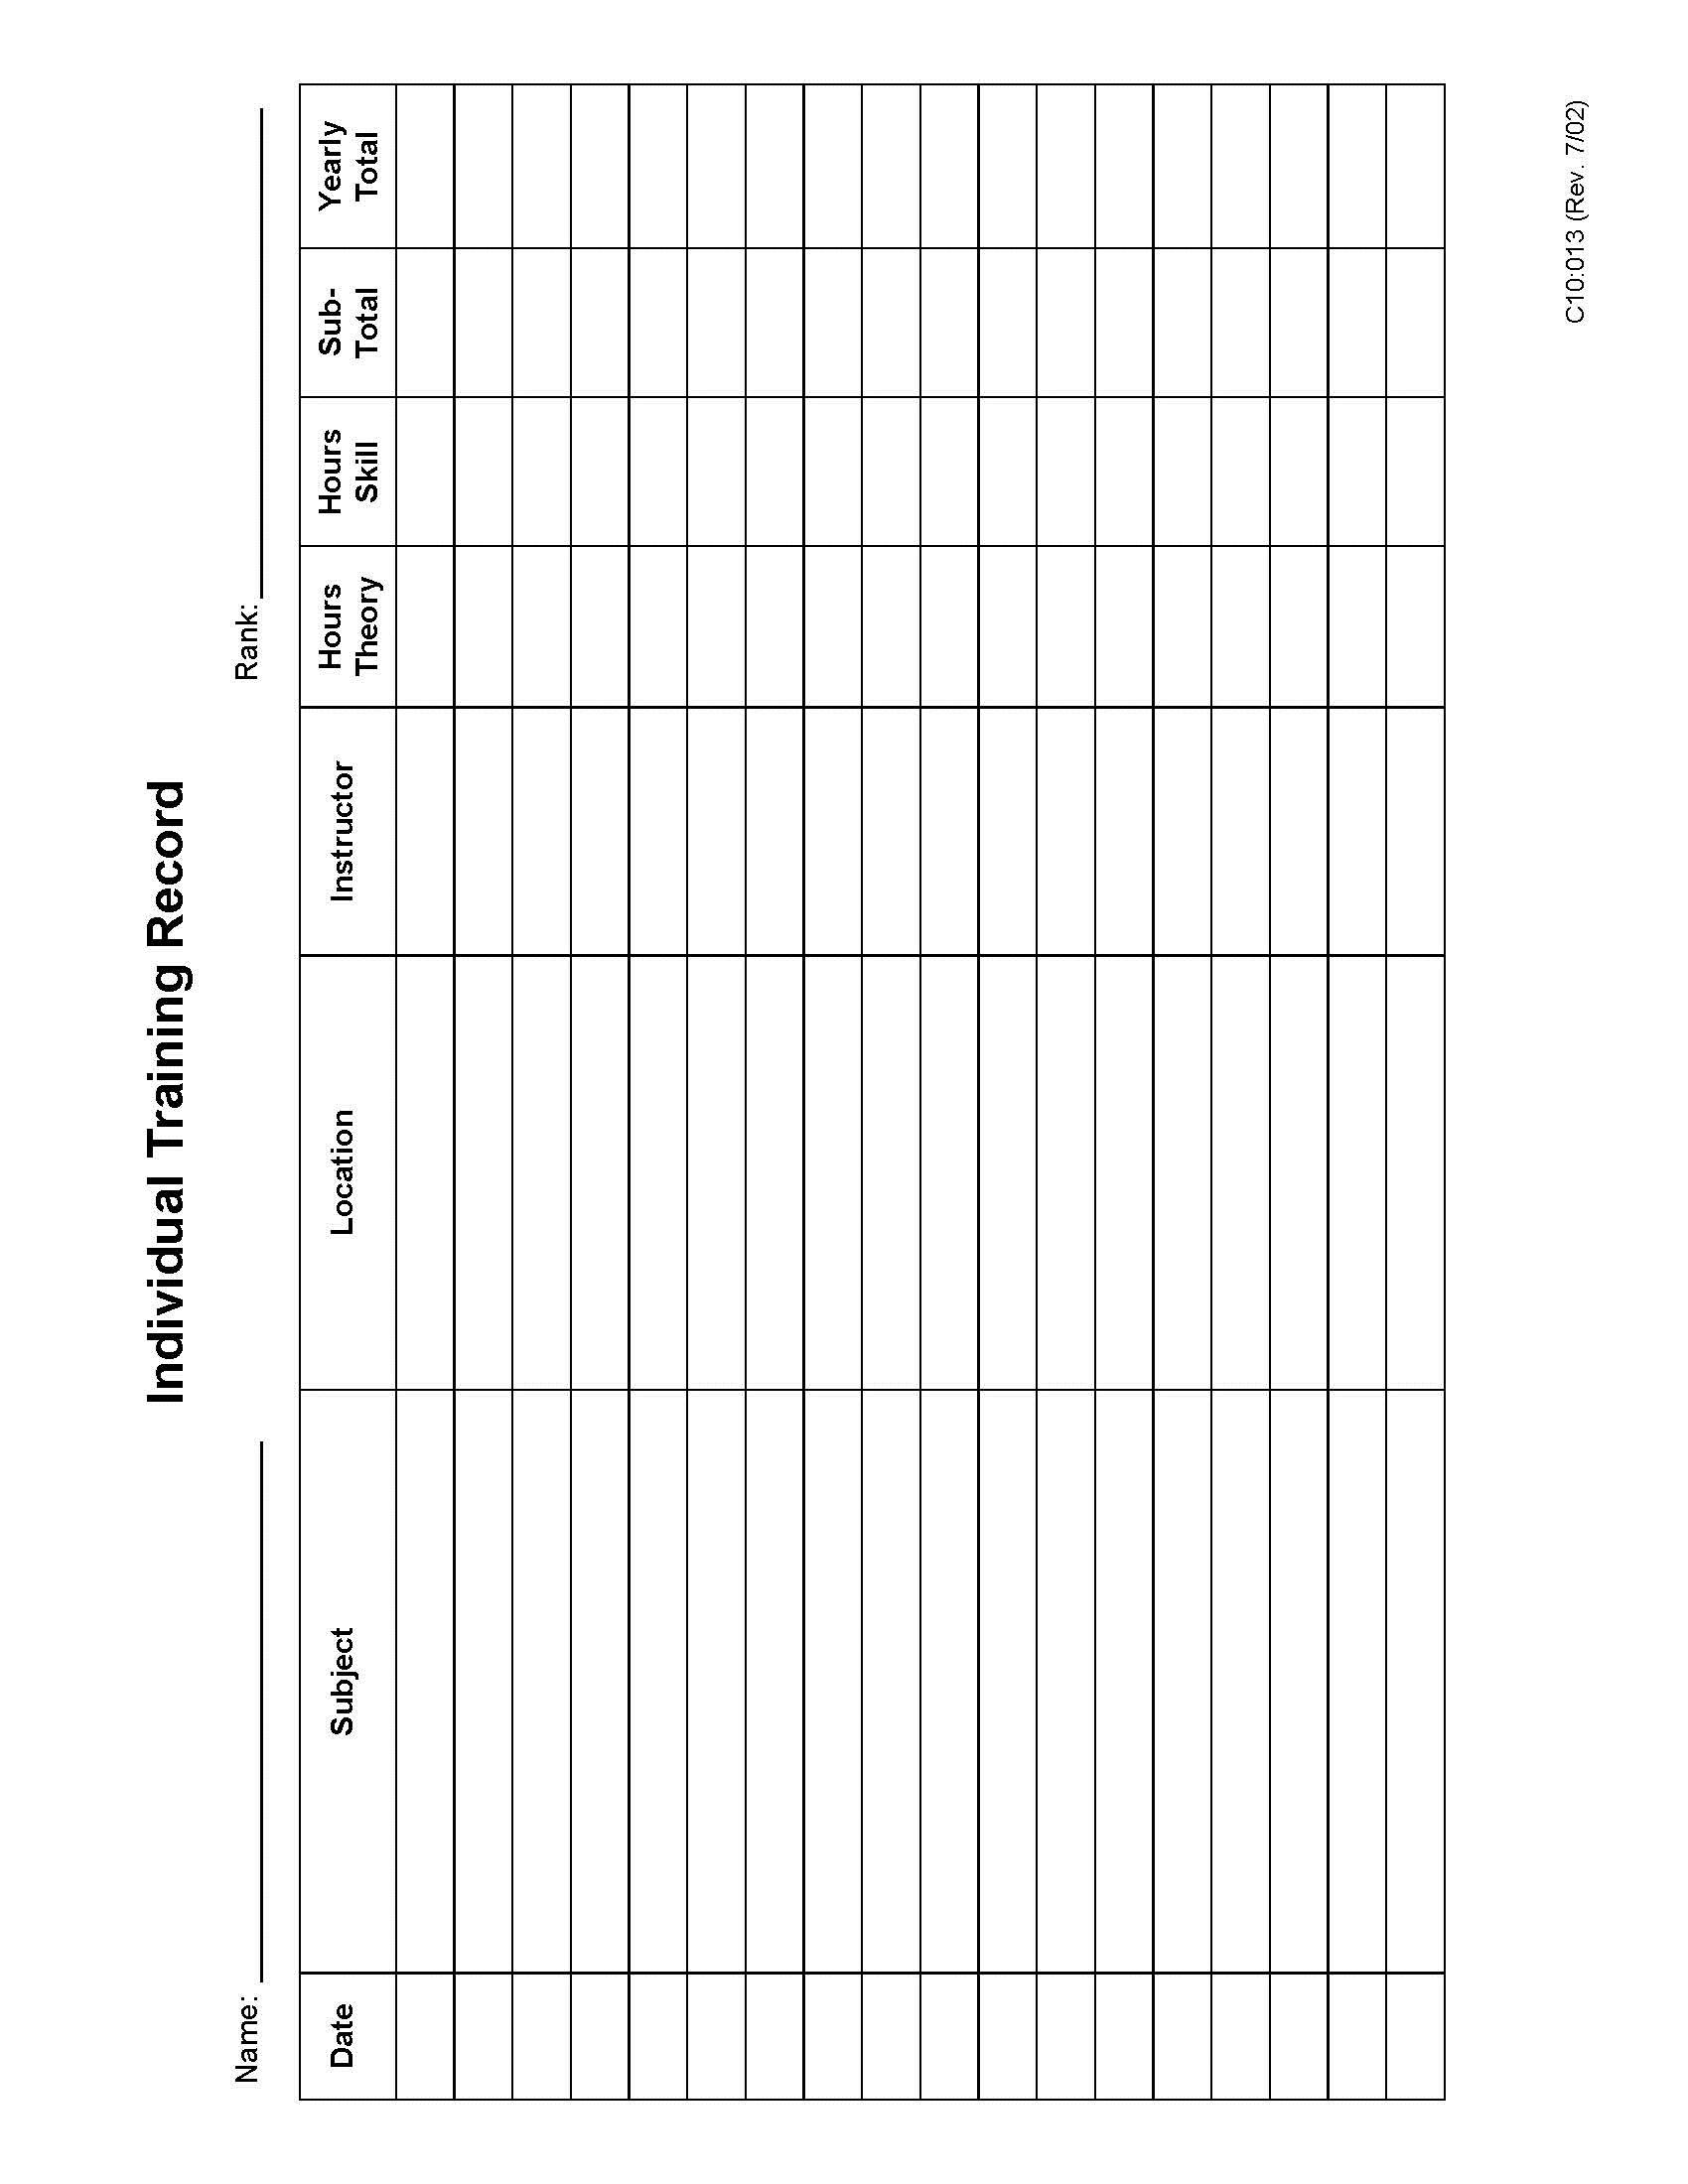 Individual Training Record
Name: Rank:
Date Subject Location Instructor Hours Theory Hours Skill Sub-Total Yearly Total
C10:013 (Rev. 7/02)